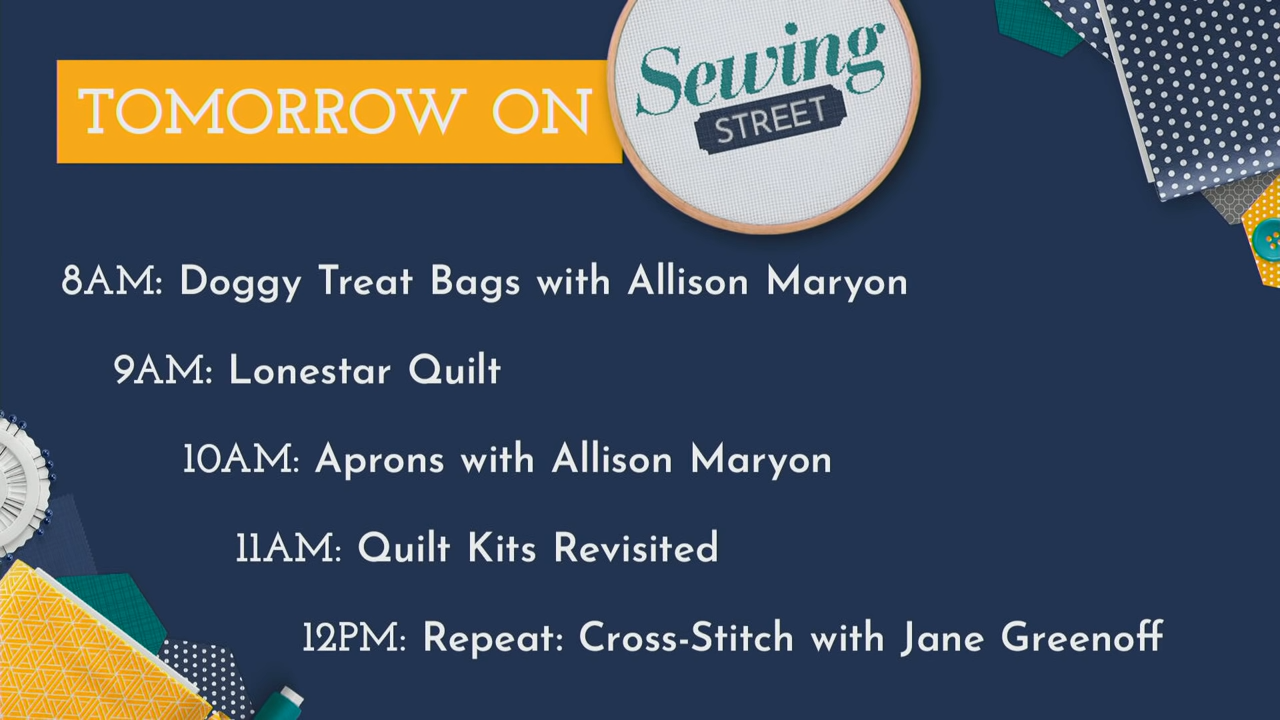 TOMORROW ON
Sewing
STREET
8AM: Doggy Treat Bags with Allison Maryon
9AM: Lonestar Quilt
10AM: Aprons with Allison Maryon
11AM: Quilt Kits Revisited
12PM: Repeat: Cross-Stitch with Jane Greenoff